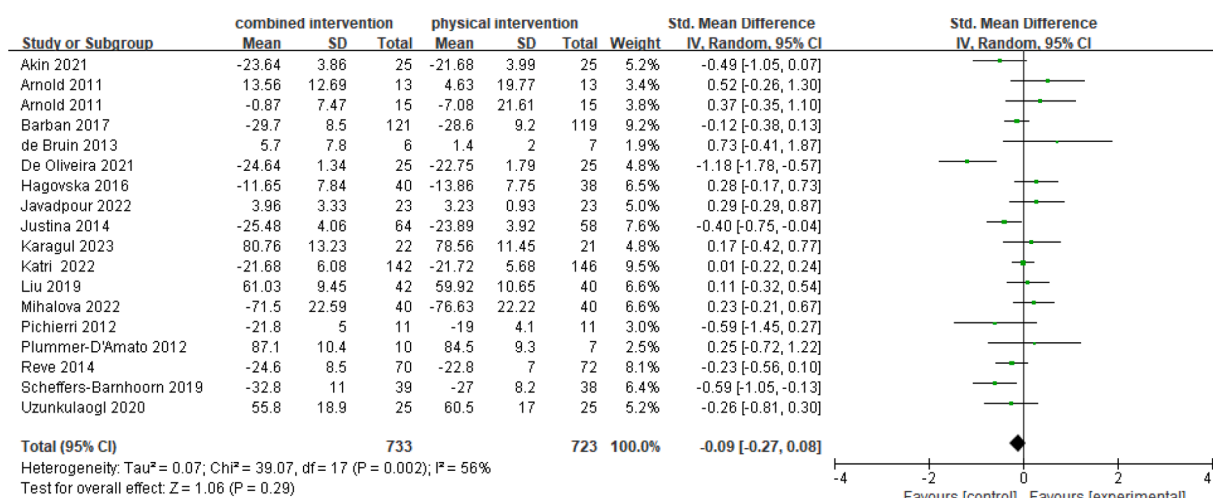 combined intervention physical intervention Std. Mean Difference Std. Mean Difference
Study or Subgroup Mean SD Total Mean SD Total Weight IV, Random, 95% CI IV, Random, 95% CI
Akin 2021 -23.64 3.86 25 -21.68 3.99 25 5.2% -0.49 [-1.05, 0.07]
Arnold 2011 13.56 12.69 13 4.63 19.77 13 3.4% 0.52 [-0.26, 1.30]
Arnold 2011 -0.87 7.47 15 -7.08 21.61 15 3.8% 0.37 [-0.35, 1.10]
Barban 2017 -29.7 8.5 121 -28.6 9.2 119 9.2% -0.12 [-0.38, 0.13]
de Bruin 2013 5.7 7.8 6 1.4 2 7 1.9% 0.73 [-0.41, 1.87]
De Oliveira 2021 -24.64 1.34 25 -22.75 1.79 25 4.8% -1.18 [-1.78, -0.57]
Hagovska 2016 -11.65 7.84 40 -13.86 7.75 38 6.5% 0.28 [-0.17, 0.73]
Javadpour 2022 3.96 3.33 23 3.23 0.93 23 5.0% 0.29 [-0.29, 0.87]
Justina 2014 -25.48 4.06 64 -23.89 3.92 58 7.6% -0.40 [-0.75, -0.04]
Karagul 2023 80.76 13.23 22 78.56 11.45 21 4.8% 0.17 [-0.42, 0.77]
Katri 2022 -21.68 6.08 142 -21.72 5.68 146 9.5% 0.01 [-0.22, 0.24]
Liu 2019 61.03 9.45 42 59.92 10.65 40 6.6% 0.11 [-0.32, 0.54]
Mihalova 2022 -71.5 22.59 40 -76.63 22.22 40 6.5% 0.23 [-0.21, 0.67]
Pichierri 2012 -21.8 5 11 -19 4.1 11 3.0% -0.59 [-1.45, 0.27]
Plummer-D'Amato 2012 87.1 10.4 10 84.5 9.3 7 2.5% 0.25 [-0.72, 1.22]
Reve 2014 -24.6 8.5 70 -22.8 7 72 8.1% -0.23 [-0.56, 0.10]
Scheffers-Barnhoorn 2019 -32.8 11 39 -27 8.2 38 6.4% -0.59 [-1.05, -0.13]
Uzunkulaogl 2020 55.8 18.9 25 60.5 17 25 5.2% -0.26 [-0.81, 0.30]
Total (95% CI) 733 723 100.0% -0.09 [-0.27, 0.08]
Heterogeneity: Tau² = 0.07; Chi² = 39.07, df = 17 (P = 0.002); I² = 56%
Test for overall effect: Z = 1.06 (P = 0.29)
-4 -2 0 2 4
Favours [control] Favours [experimental]